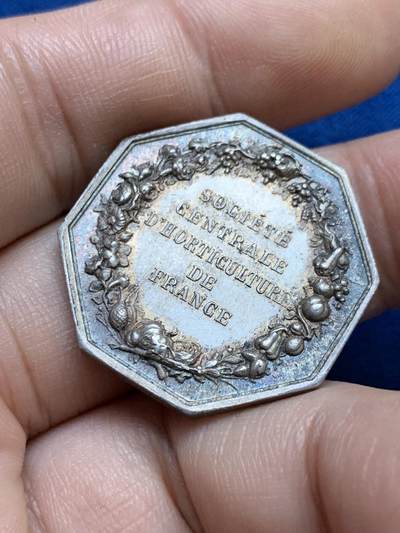 SOCIÉTÉ
CENTRALE
D'HORTICULTURE
DE
FRANCE